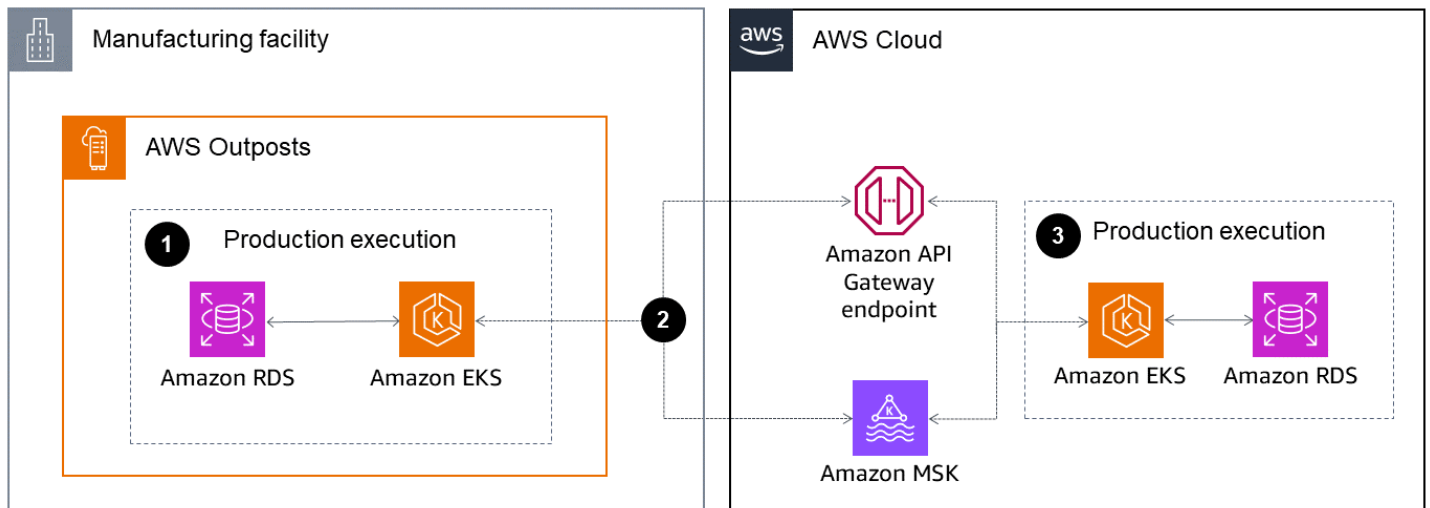 Manufacturing facility
aws
AWS Cloud
AWS Outposts
1
Production execution
Amazon RDS
K
Amazon EKS
2
Amazon API
Gateway
endpoint
K
Amazon MSK
3
Production execution
K
Amazon EKS
Amazon RDS